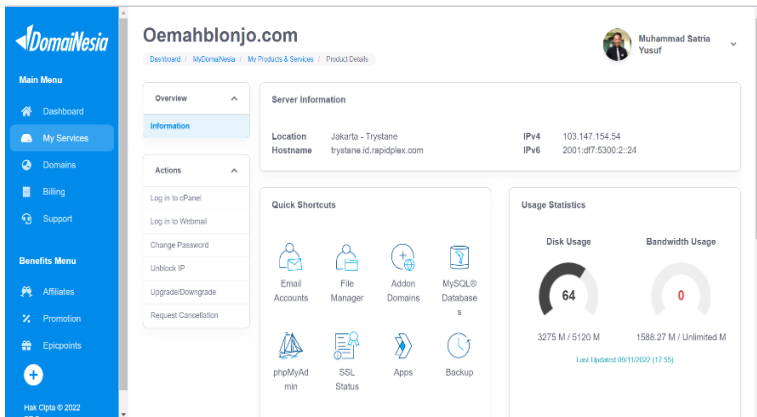 DomaiNesia
Main Menu
Dashboard
My Services
Domains
Billing
Support
Benefits Menu
Affiliates
Promotion
Epicpoints
Hak Cipta © 2022
Oemahblonjo.com
Dashboard / MyDomaiNesia / My Products & Services / Product Details
Muhammad Satria
Yusuf
Overview
Information
Actions
Log in to cPanel
Log in to Webmail
Change Password
Unblock IP
Upgrade/Downgrade
Request Cancellation
Server Information
Location Jakarta - Trystane
Hostname trystane.id.rapidplex.com
IPv4 103.147.154.54
IPv6 2001:df7:5300:2::24
Quick Shortcuts
Email
Accounts
File
Manager
Addon
Domains
MySQL®
Database
s
phpMyAd
min
SSL
Status
Apps
Backup
Usage Statistics
Disk Usage
64
3275 M / 5120 M
Bandwidth Usage
0
1588.27 M / Unlimited M
Last Updated 09/11/2022 (17:55)